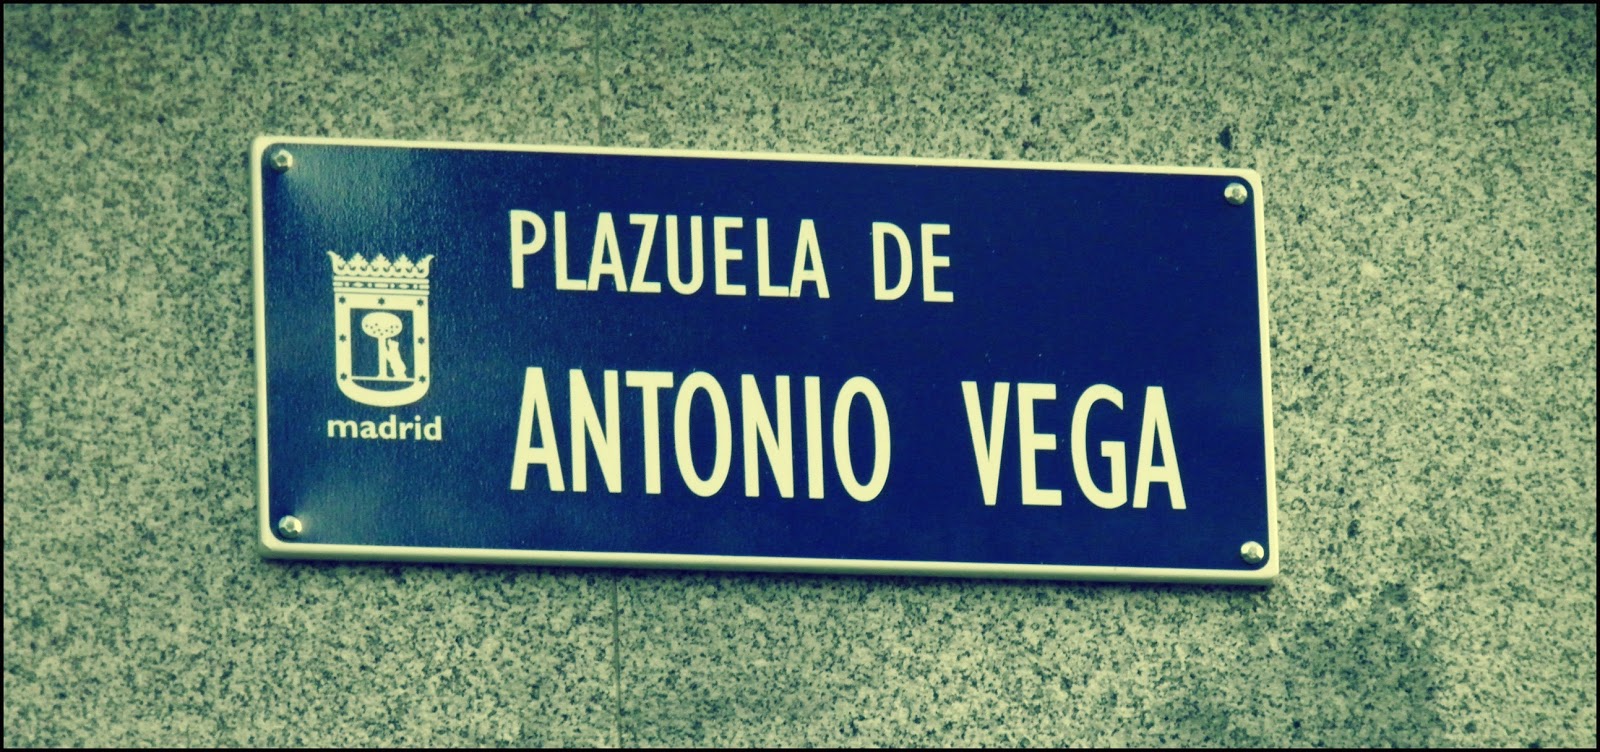 PLAZUELA DE
ANTONIO VEGA
madrid